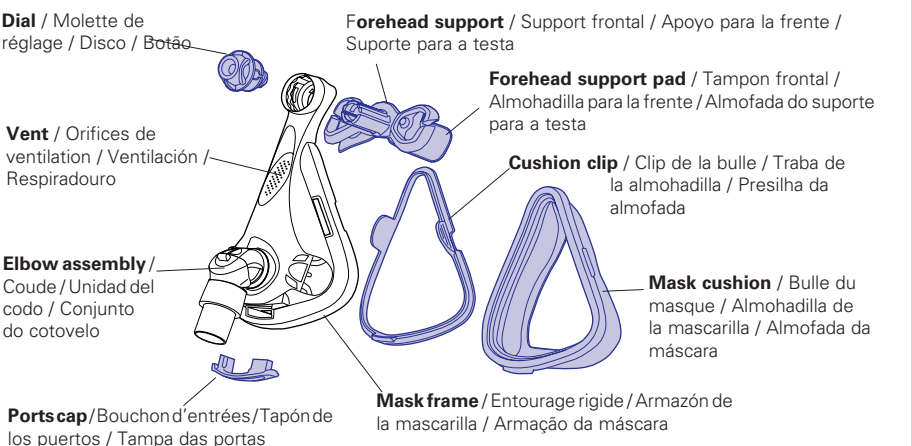 Dial / Molette de
réglage / Disco / Botão
Forehead support / Support frontal / Apoyo para la frente /
Suporte para a testa
Forehead support pad / Tampon frontal /
Almohadilla para la frente / Almofada do suporte
para a testa
Vent / Orifices de
ventilation / Ventilación /
Respiradouro
Cushion clip / Clip de la bulle / Traba de
la almohadilla / Presilha da
almofada
Elbow assembly /
Coude / Unidad del
codo / Conjunto
do cotovelo
Mask cushion / Bulle du
masque / Almohadilla de
la mascarilla / Almofada da
máscara
Ports cap / Bouchon d'entrées / Tapón de
los puertos / Tampa das portas
Mask frame / Entourage rigide / Armazón de
la mascarilla / Armação da máscara